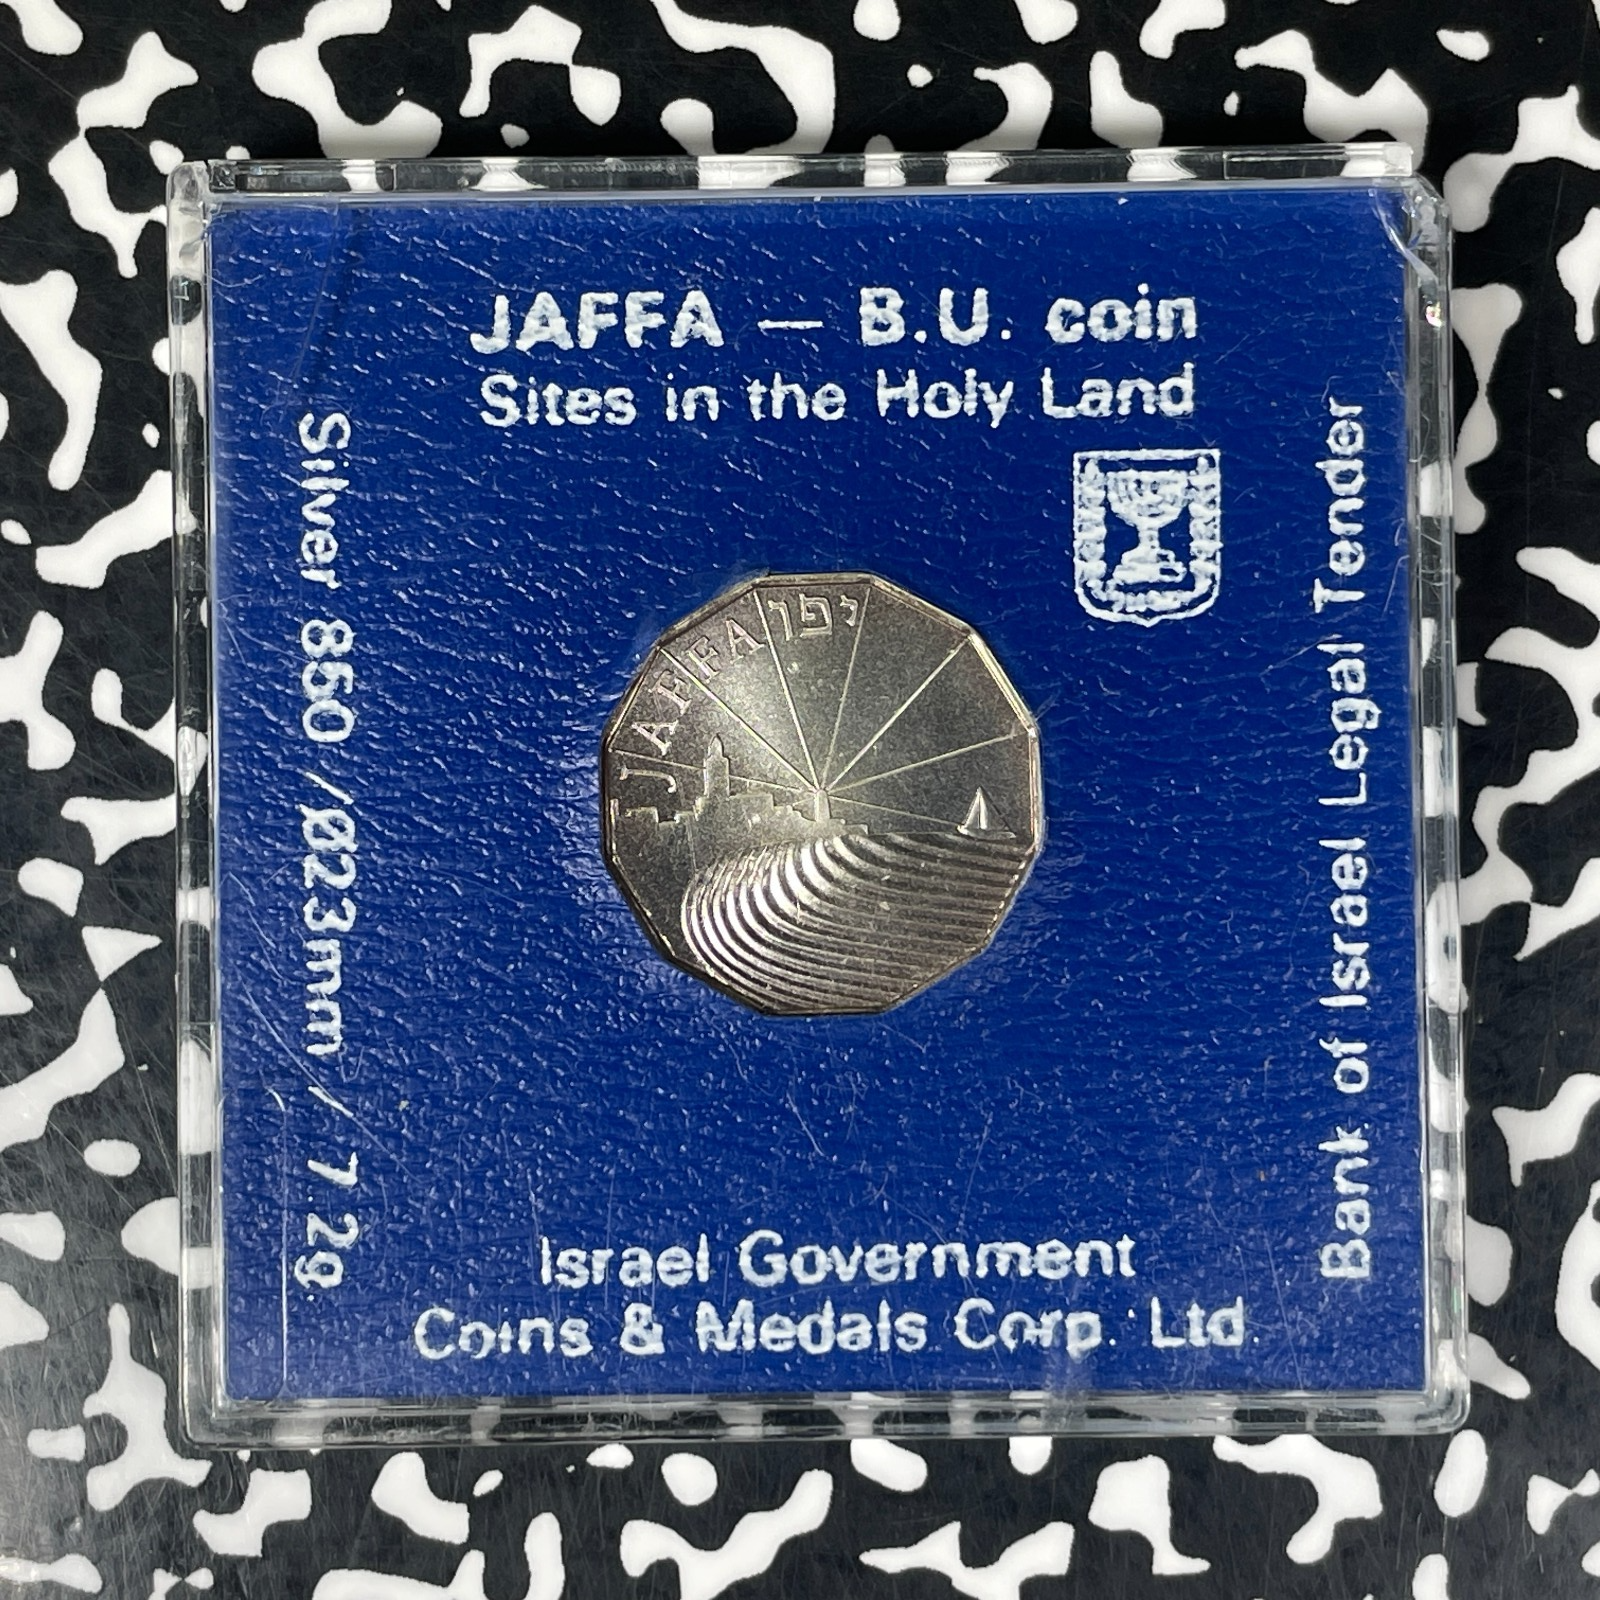 JAFFA — B.U. coin
Sites in the Holy Land
Silver 850 / Ø23mm / 7.2g.
Bank of Israel Legal Tender
ישראל
JAFFA יפו
Israel Government
Coins & Medals Corp. Ltd.